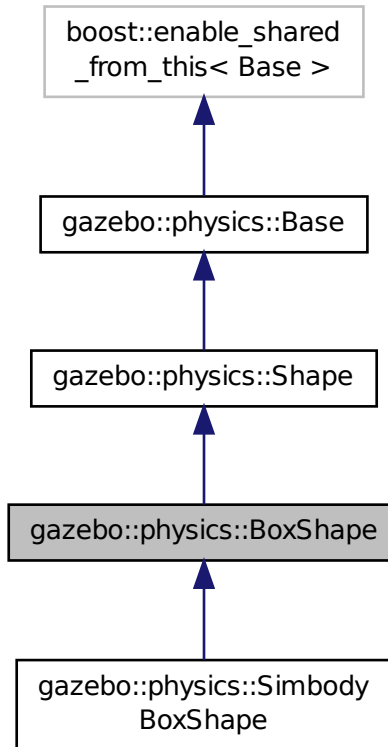 boost::enable_shared
_from_this< Base >
gazebo::physics::Base
gazebo::physics::Shape
gazebo::physics::BoxShape
gazebo::physics::Simbody
BoxShape